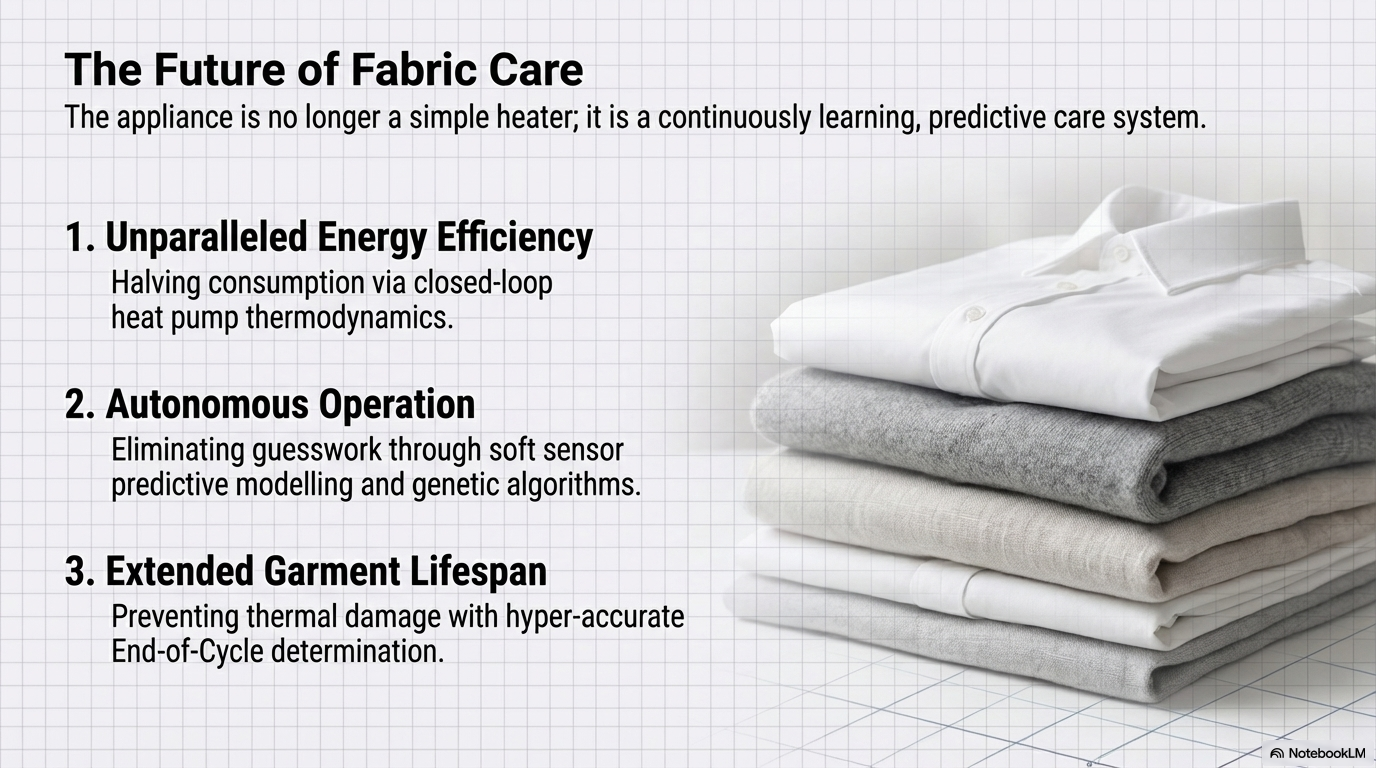 The Future of Fabric Care
The appliance is no longer a simple heater; it is a continuously learning, predictive care system.
1. Unparalleled Energy Efficiency
Halving consumption via closed-loop
heat pump thermodynamics.
2. Autonomous Operation
Eliminating guesswork through soft sensor
predictive modelling and genetic algorithms.
3. Extended Garment Lifespan
Preventing thermal damage with hyper-accurate
End-of-Cycle determination.
NotebookLM